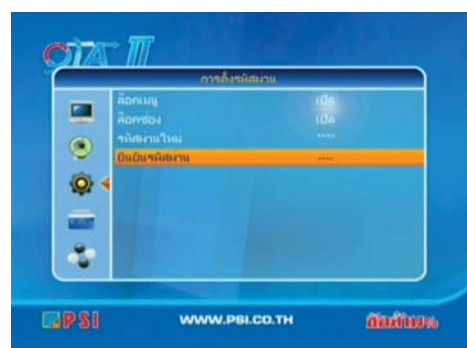 OTA II
การตั้งรหัสผ่าน
ล็อกเมนู เปิด
ล็อกช่อง เปิด
รหัสผ่านใหม่ ----
ยืนยันรหัสผ่าน ----
PSI WWW.PSI.CO.TH